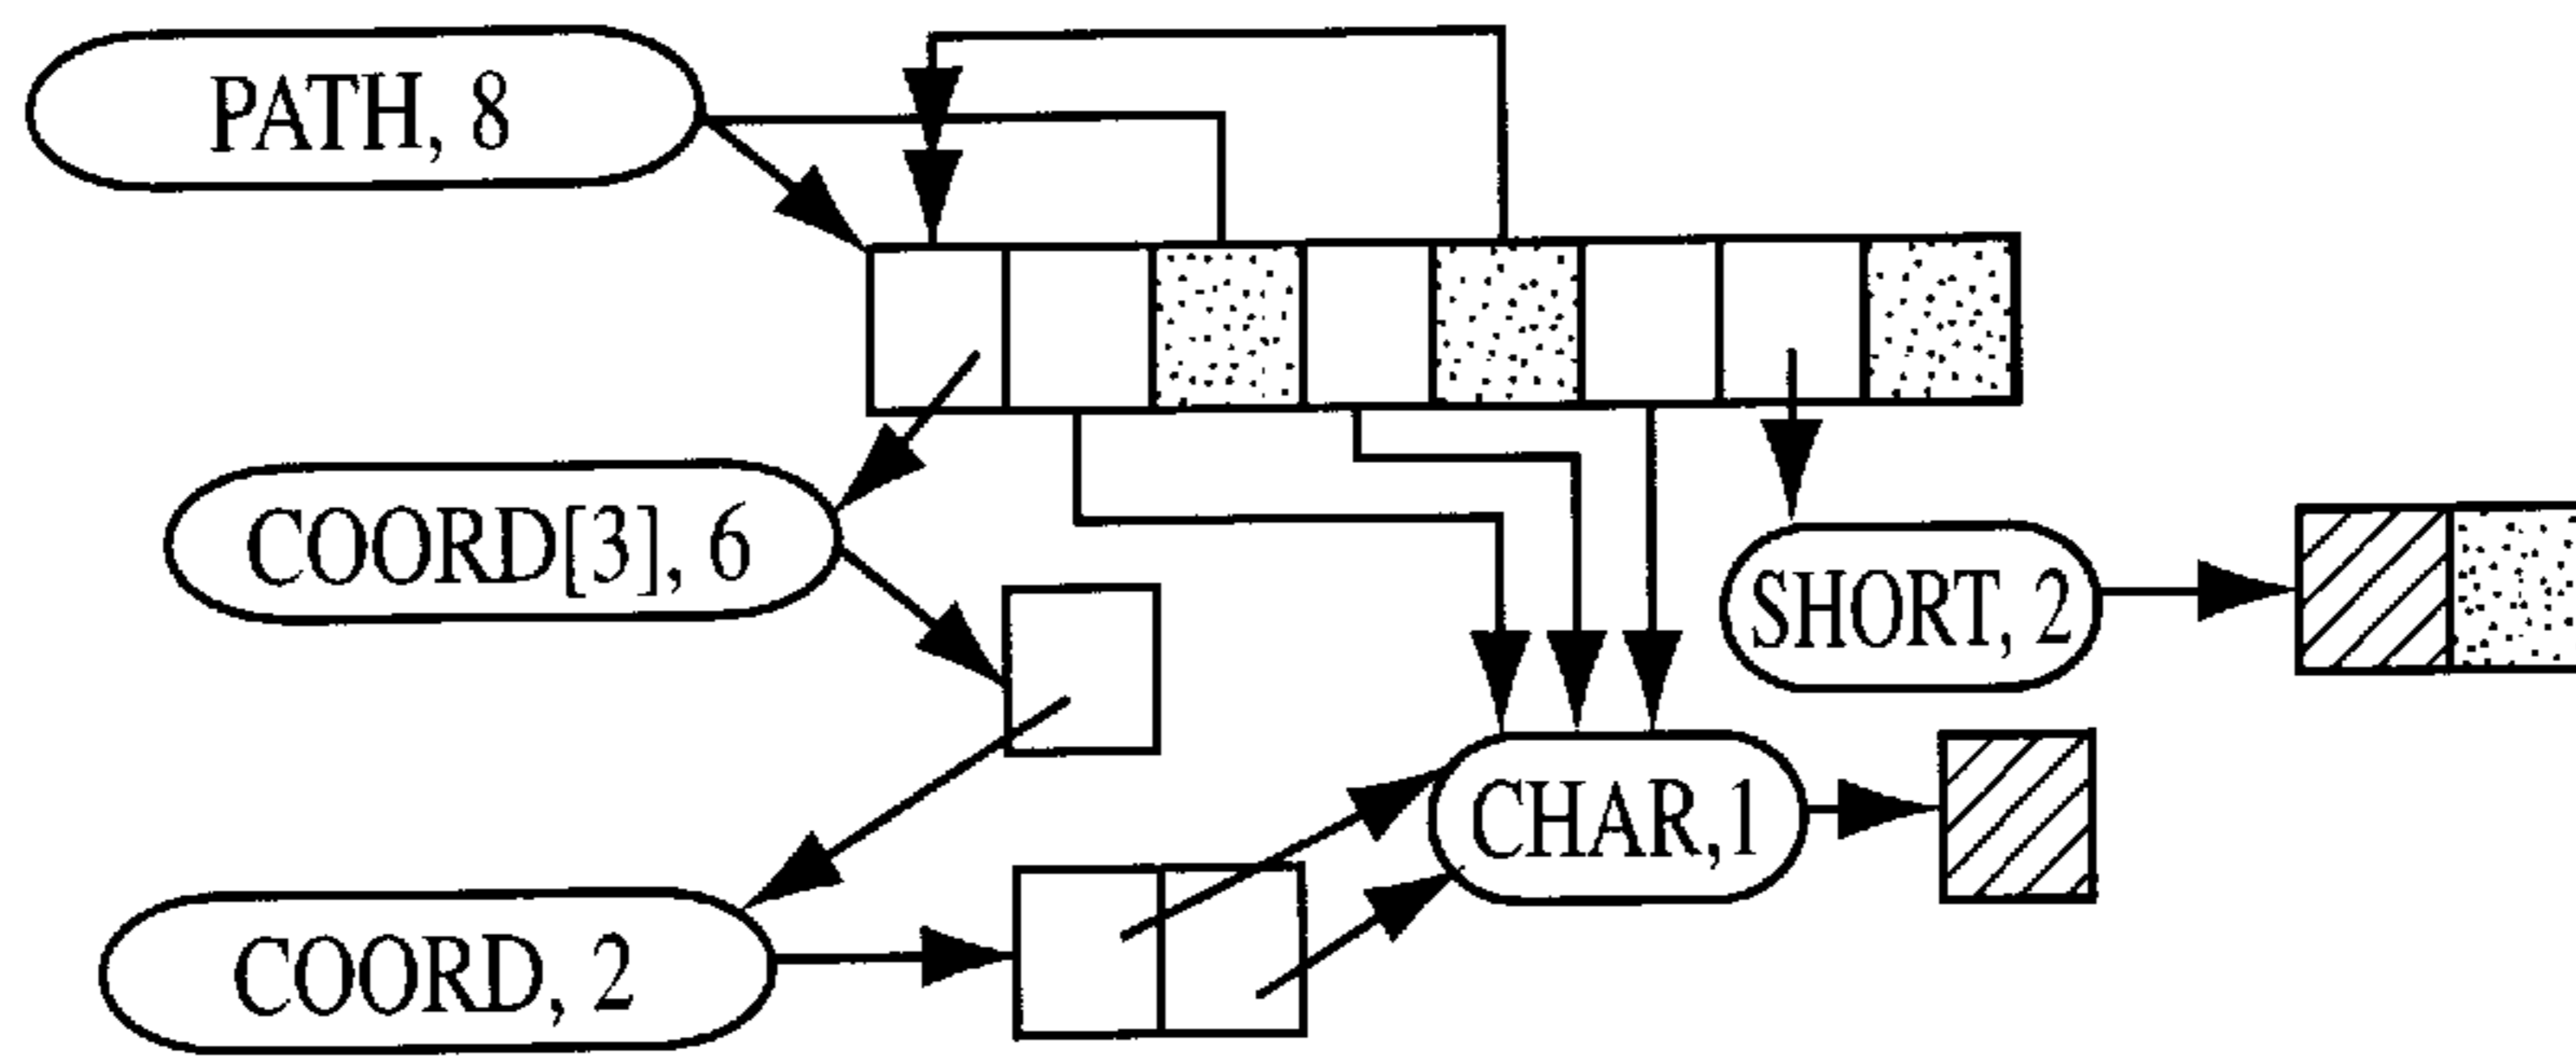 PATH, 8
COORD[3], 6
SHORT, 2
CHAR,1
COORD, 2